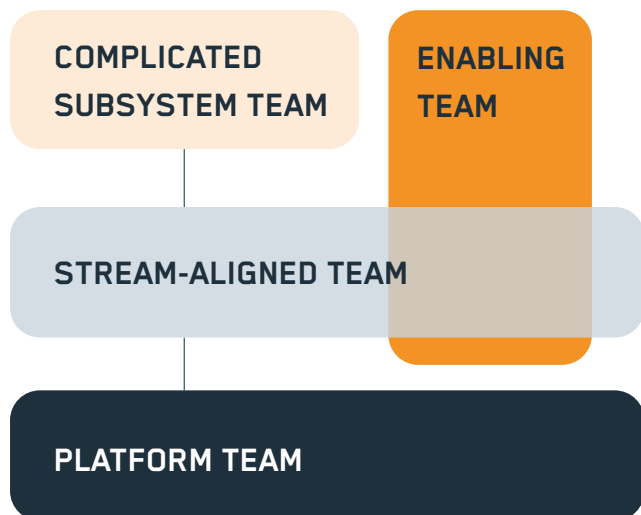 COMPLICATED
SUBSYSTEM TEAM
ENABLING
TEAM
STREAM-ALIGNED TEAM
PLATFORM TEAM